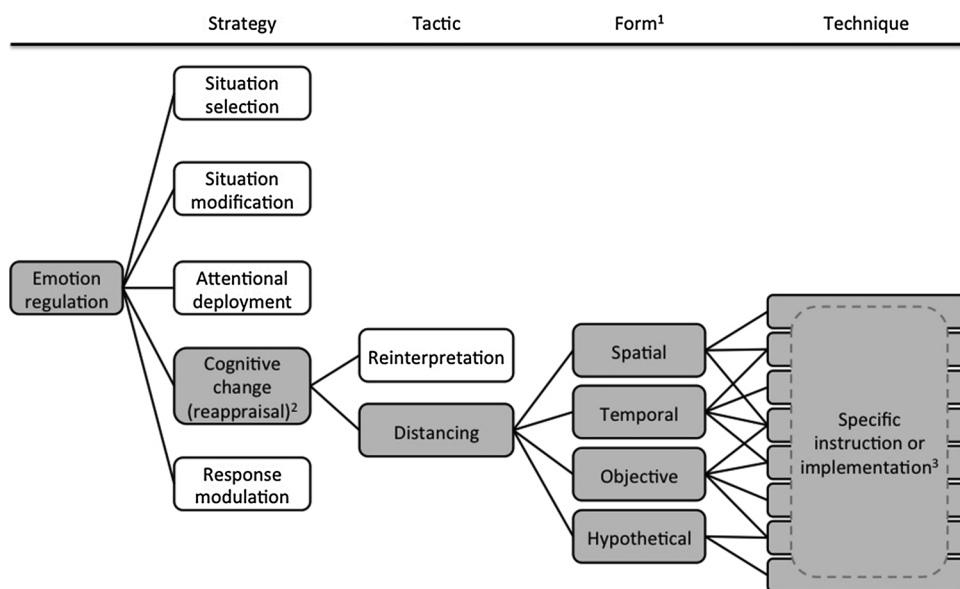 Strategy Tactic Form¹ Technique
Situation
selection
Situation
modification
Emotion
regulation
Attentional
deployment
Cognitive
change
(reappraisal)²
Response
modulation
Reinterpretation
Distancing
Spatial
Temporal
Objective
Hypothetical
Specific
instruction or
implementation³